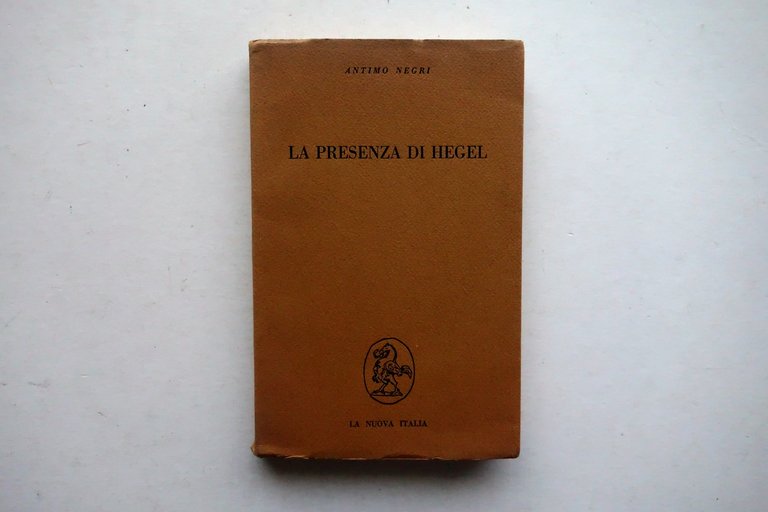 ANTIMO NEGRI
LA PRESENZA DI HEGEL
LA NUOVA ITALIA